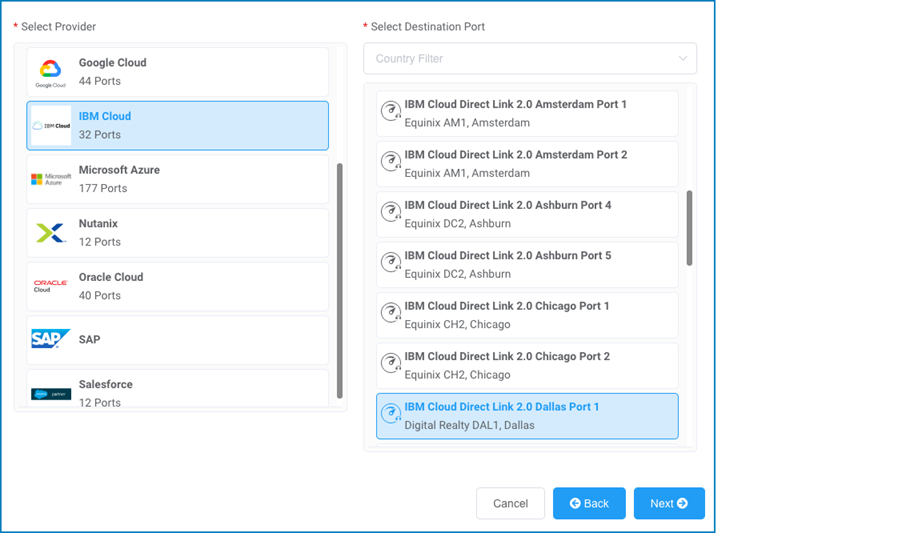 * Select Provider
Google Cloud
Google Cloud
44 Ports
IBM Cloud
IBM Cloud
32 Ports
Microsoft
Azure
Microsoft Azure
177 Ports
Nutanix
12 Ports
ORACLE
Cloud
Oracle Cloud
40 Ports
SAP
SAP
Salesforce
partner
12 Ports
* Select Destination Port
Country Filter
IBM Cloud Direct Link 2.0 Amsterdam Port 1
Equinix AM1, Amsterdam
IBM Cloud Direct Link 2.0 Amsterdam Port 2
Equinix AM1, Amsterdam
IBM Cloud Direct Link 2.0 Ashburn Port 4
Equinix DC2, Ashburn
IBM Cloud Direct Link 2.0 Ashburn Port 5
Equinix DC2, Ashburn
IBM Cloud Direct Link 2.0 Chicago Port 1
Equinix CH2, Chicago
IBM Cloud Direct Link 2.0 Chicago Port 2
Equinix CH2, Chicago
IBM Cloud Direct Link 2.0 Dallas Port 1
Digital Realty DAL1, Dallas
Cancel
Back
Next